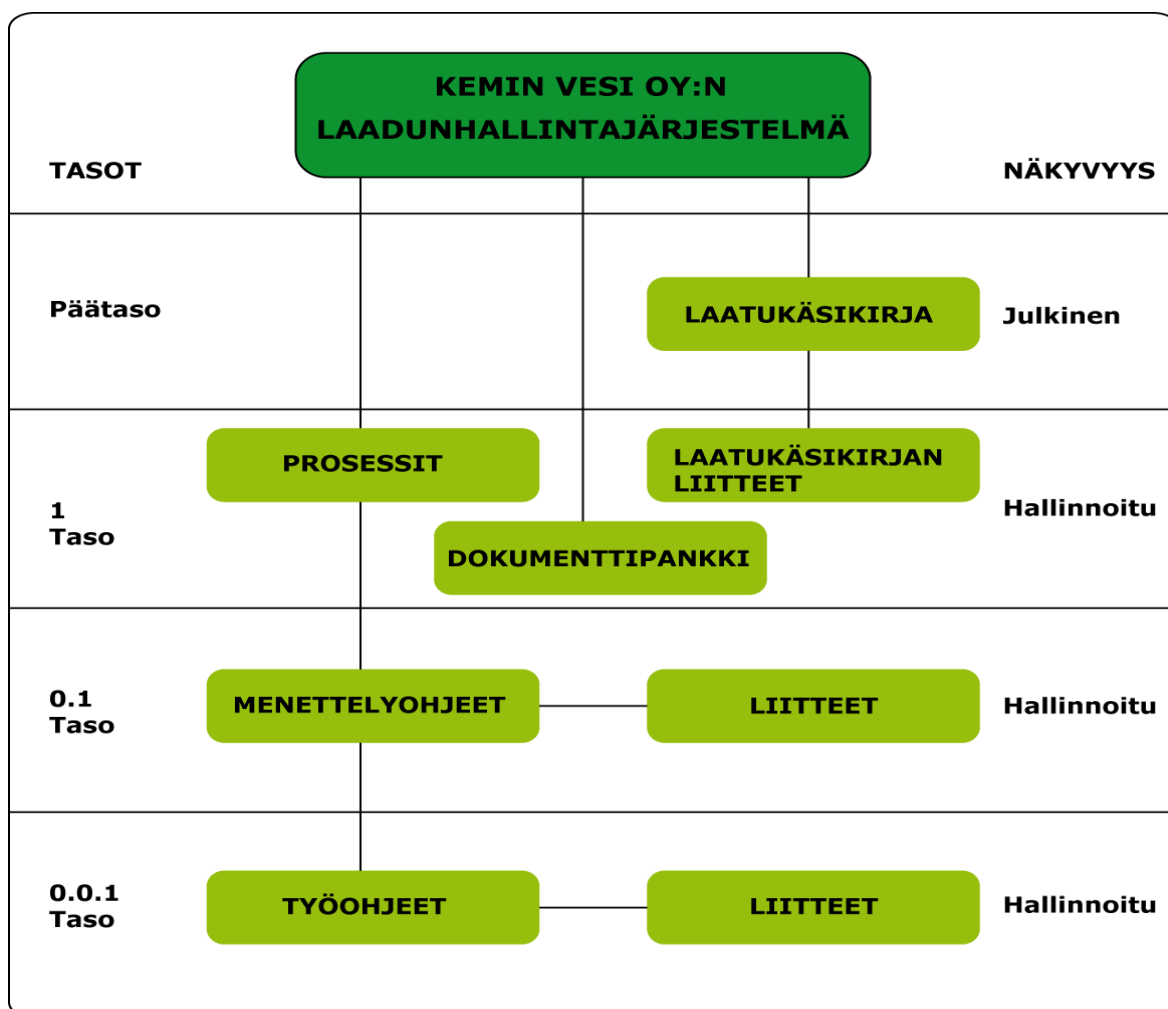 KEMIN VESI OY:N
LAADUNHALLINTAJÄRJESTELMÄ
TASOT
NÄKYVYYS
Päätaso
LAATUKÄSIKIRJA
Julkinen
PROSESSIT
LAATUKÄSIKIRJAN
LIITTEET
1
Taso
Hallinnoitu
DOKUMENTTIPANKKI
0.1
Taso
MENETTELYOHJEET
LIITTEET
Hallinnoitu
0.0.1
Taso
TYÖOHJEET
LIITTEET
Hallinnoitu